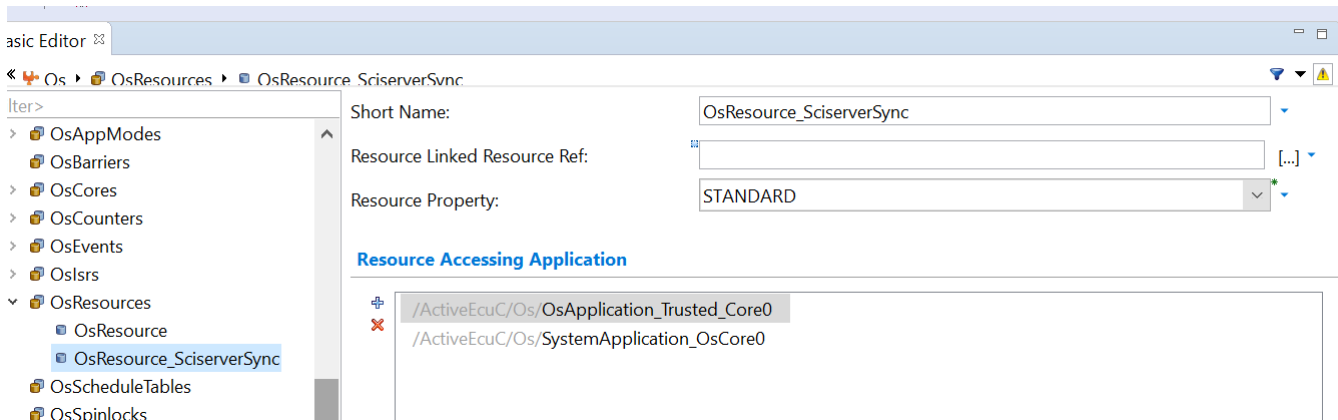 asic Editor
« Os OsResources OsResource_SciserverSync
lter>
OsAppModes
OsBarriers
OsCores
OsCounters
OsEvents
OsIsrs
OsResources
OsResource
OsResource_SciserverSync
OsScheduleTables
OsSpinlocks
Short Name: OsResource_SciserverSync
Resource Linked Resource Ref: [...]
Resource Property: STANDARD
Resource Accessing Application
/ActiveEcuC/Os/OsApplication_Trusted_Core0
/ActiveEcuC/Os/SystemApplication_OsCore0